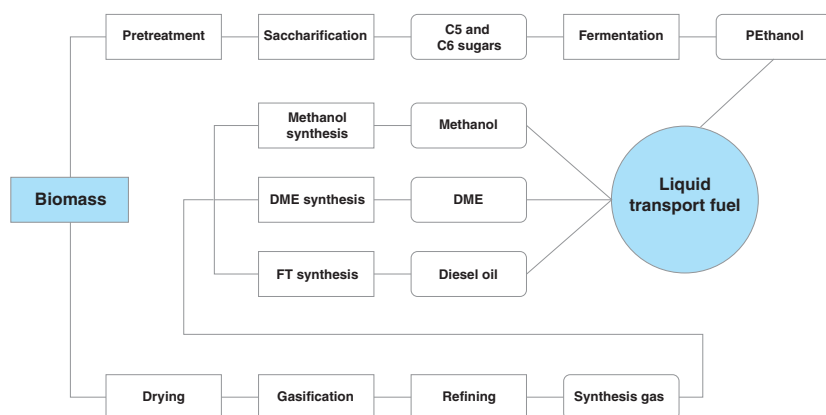 Pretreatment
Saccharification
C5 and
C6 sugars
Fermentation
PEthanol
Methanol
synthesis
Methanol
Biomass
DME synthesis
DME
Liquid
transport fuel
FT synthesis
Diesel oil
Drying
Gasification
Refining
Synthesis gas